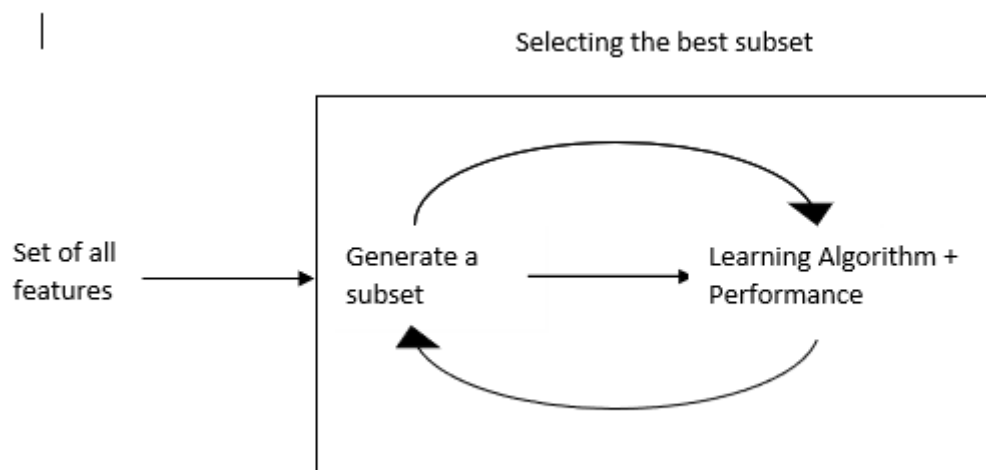 Selecting the best subset
Set of all
features
Generate a
subset
Learning Algorithm +
Performance